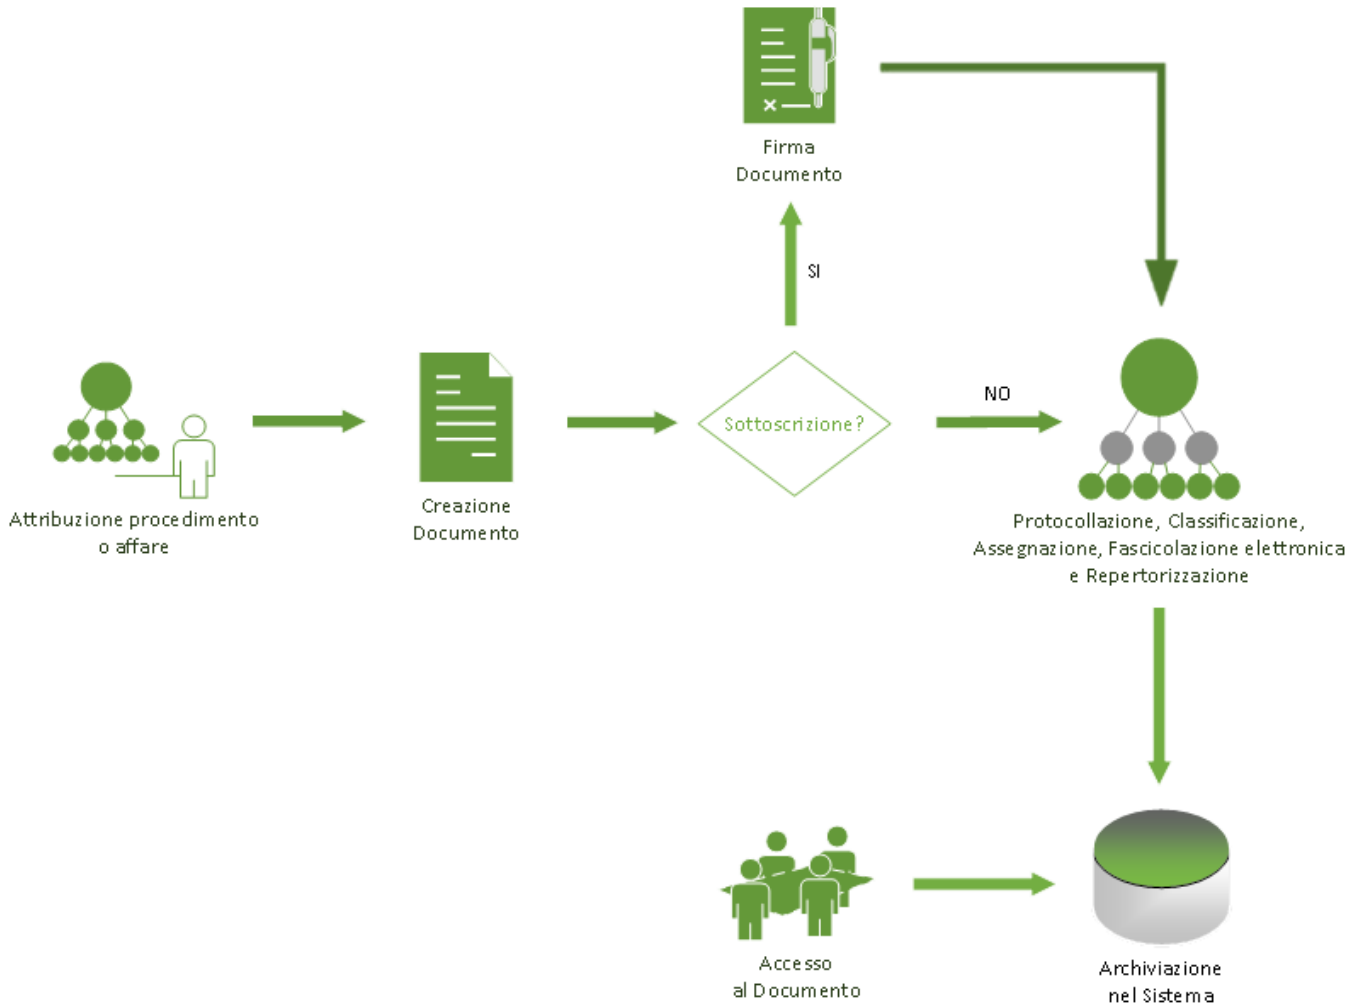 Firma
Documento
SI
NO
Sottoscrizione?
Attribuzione procedimento
o affare
Creazione
Documento
Protocollazione, Classificazione,
Assegnazione, Fascicolazione elettronica
e Repertorizzazione
Accesso
al Documento
Archiviazione
nel Sistema